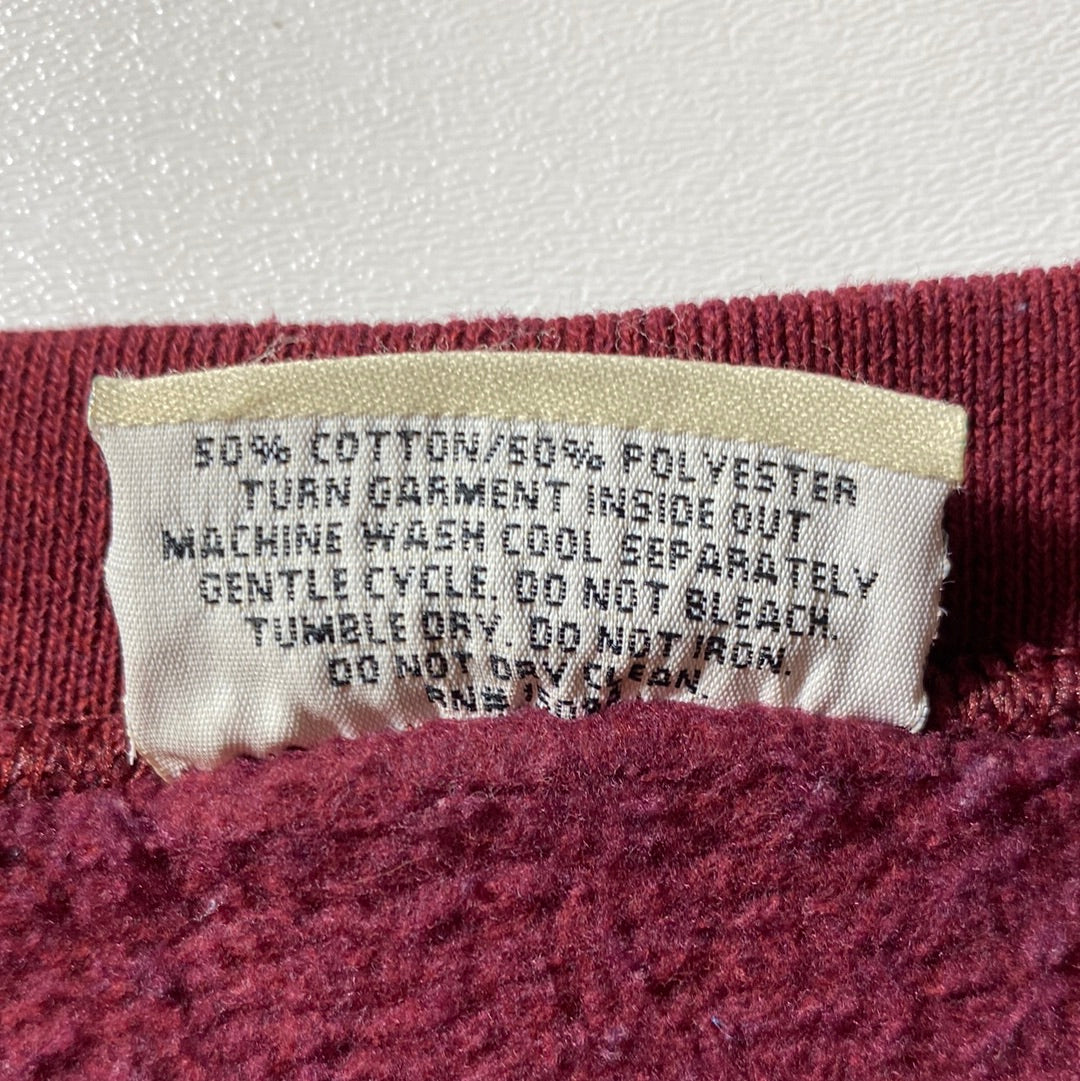 50% COTTON/50% POLYESTER
TURN GARMENT INSIDE OUT
MACHINE WASH COOL SEPARATELY
GENTLE CYCLE. DO NOT BLEACH.
TUMBLE DRY. DO NOT IRON.
DO NOT DRY CLEAN.
RN#